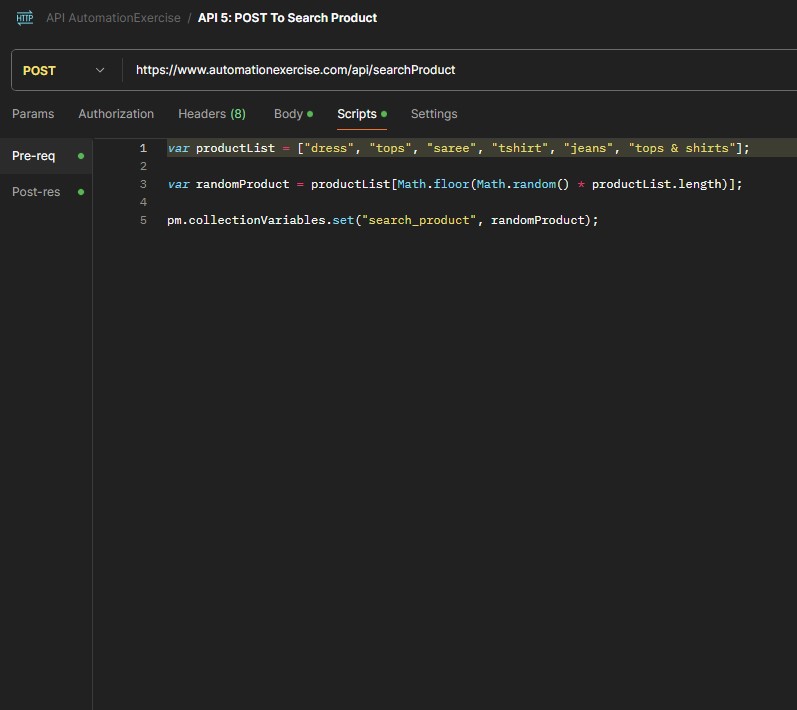 HTTP API AutomationExercise / API 5: POST To Search Product
POST https://www.automationexercise.com/api/searchProduct
Params Authorization Headers (8) Body Scripts Settings
Pre-req
Post-res
1 var productList = ["dress", "tops", "saree", "tshirt", "jeans", "tops & shirts"];
2
3 var randomProduct = productList[Math.floor(Math.random() * productList.length)];
4
5 pm.collectionVariables.set("search_product", randomProduct);